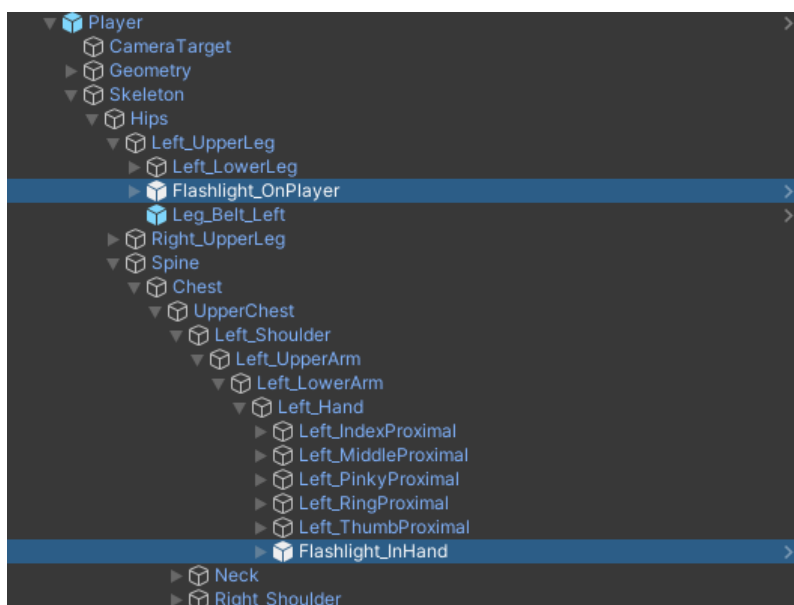 Player
CameraTarget
Geometry
Skeleton
Hips
Left_UpperLeg
Left_LowerLeg
Flashlight_OnPlayer
Leg_Belt_Left
Right_UpperLeg
Spine
Chest
UpperChest
Left_Shoulder
Left_UpperArm
Left_LowerArm
Left_Hand
Left_IndexProximal
Left_MiddleProximal
Left_PinkyProximal
Left_RingProximal
Left_ThumbProximal
Flashlight_InHand
Neck
Right_Shoulder